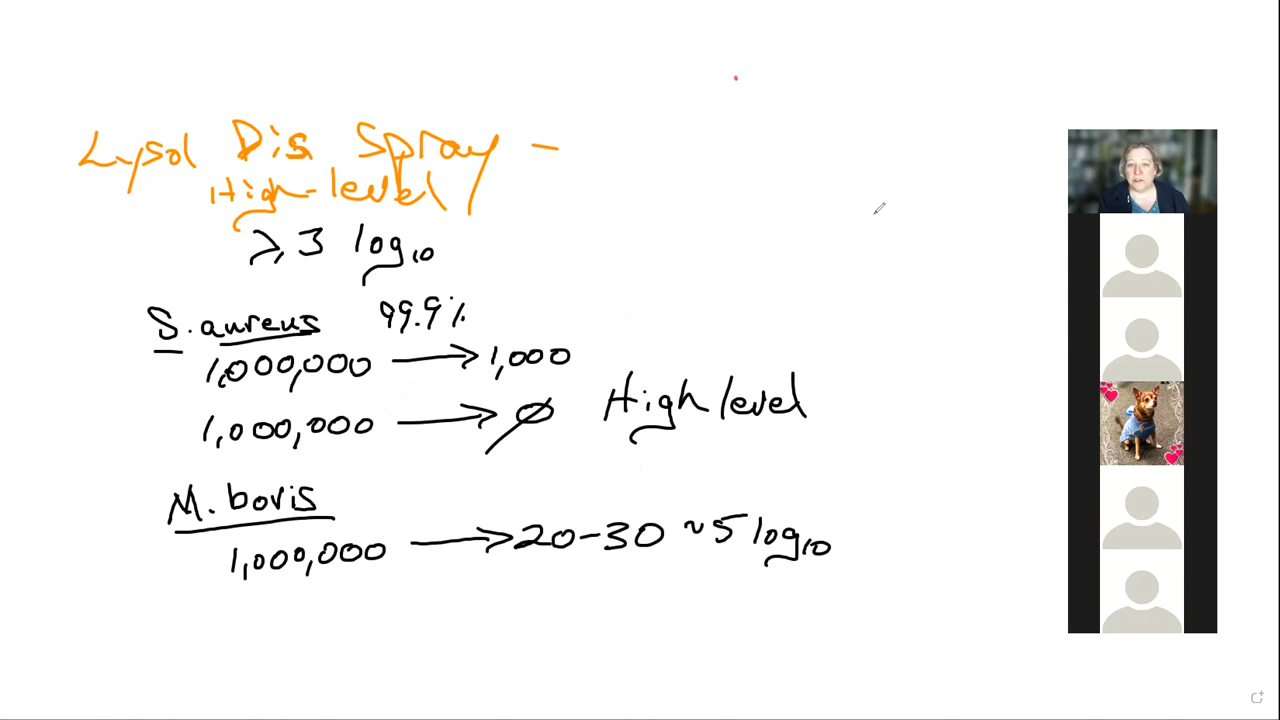 Lysol Dis Spray -
High-level
≥ 3 log10
S. aureus 99.9%
1,000,000 → 1,000
1,000,000 → ∅ High level
M. bovis
1,000,000 → 20-30 ~5 log10